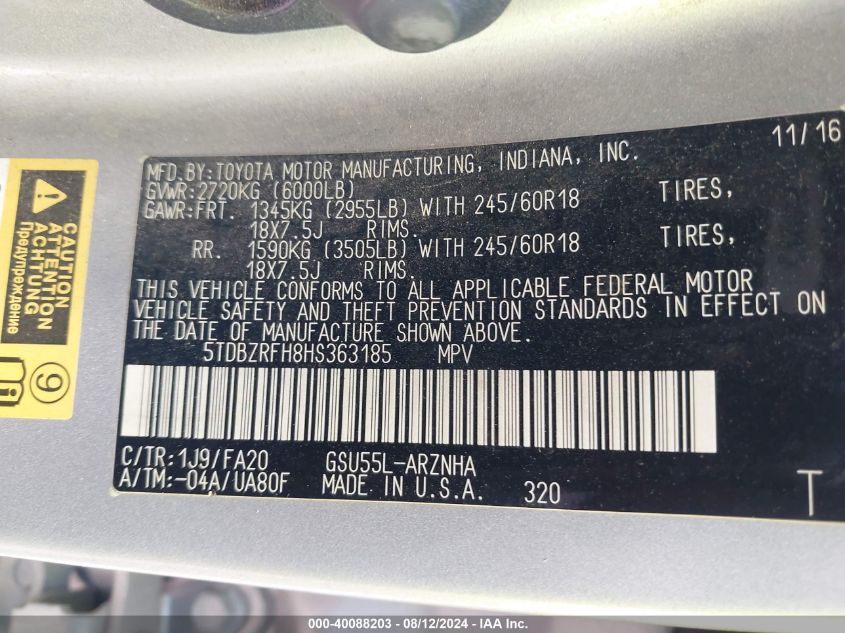 11/16
MFD.BY:TOYOTA MOTOR MANUFACTURING, INDIANA, INC.
GVWR:2720KG (6000LB)
GAWR:FRT. 1345KG (2955LB) WITH 245/60R18 TIRES,
18X7.5J RIMS.
RR. 1590KG (3505LB) WITH 245/60R18 TIRES,
18X7.5J RIMS.
THIS VEHICLE CONFORMS TO ALL APPLICABLE FEDERAL MOTOR
VEHICLE SAFETY AND THEFT PREVENTION STANDARDS IN EFFECT ON
THE DATE OF MANUFACTURE SHOWN ABOVE.
5TDBZRFH8HS363185 MPV
C/TR:1J9/FA20 GSU55L-ARZNHA
A/TM:-04A/UA80F MADE IN U.S.A. 320 T
CAUTION
ATTENTION
ACHTUNG
Предупреждение
9
000-40088203 - 08/12/2024 - IAA Inc.